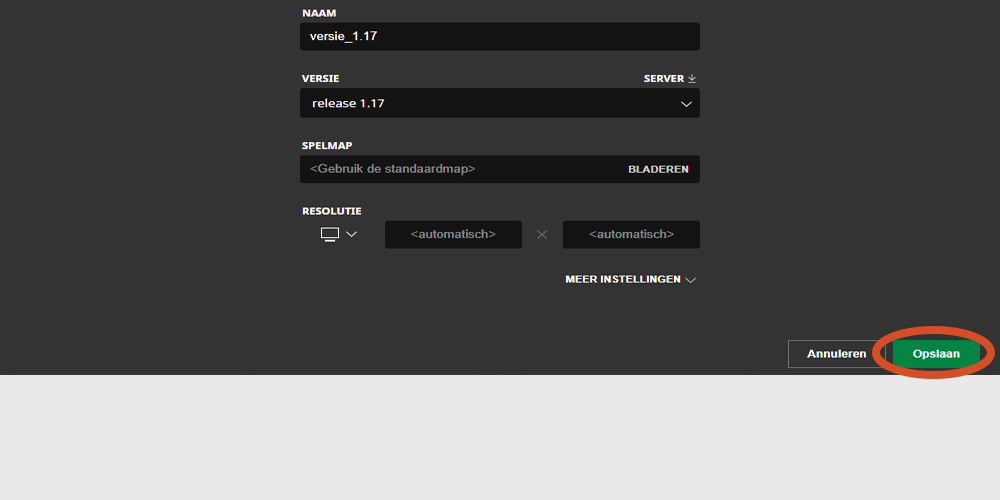 NAAM
versie_1.17
VERSIE
SERVER
release 1.17
SPELMAP
<Gebruik de standaardmap>
BLADEREN
RESOLUTIE
<automatisch>
<automatisch>
MEER INSTELLINGEN
Annuleren
Opslaan